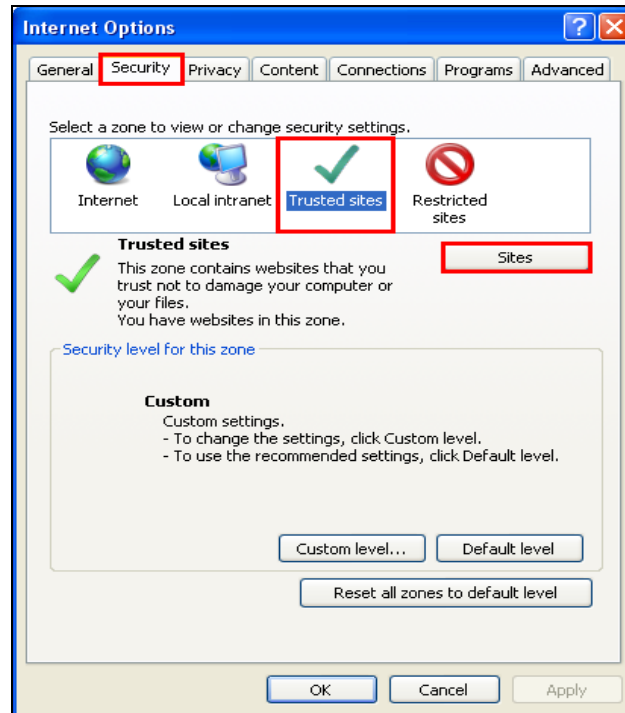 Internet Options
General Security Privacy Content Connections Programs Advanced
Select a zone to view or change security settings.
Internet Local intranet Trusted sites Restricted
sites
Trusted sites
Sites
This zone contains websites that you
trust not to damage your computer or
your files.
You have websites in this zone.
Security level for this zone
Custom
Custom settings.
- To change the settings, click Custom level.
- To use the recommended settings, click Default level.
Custom level... Default level
Reset all zones to default level
OK Cancel Apply